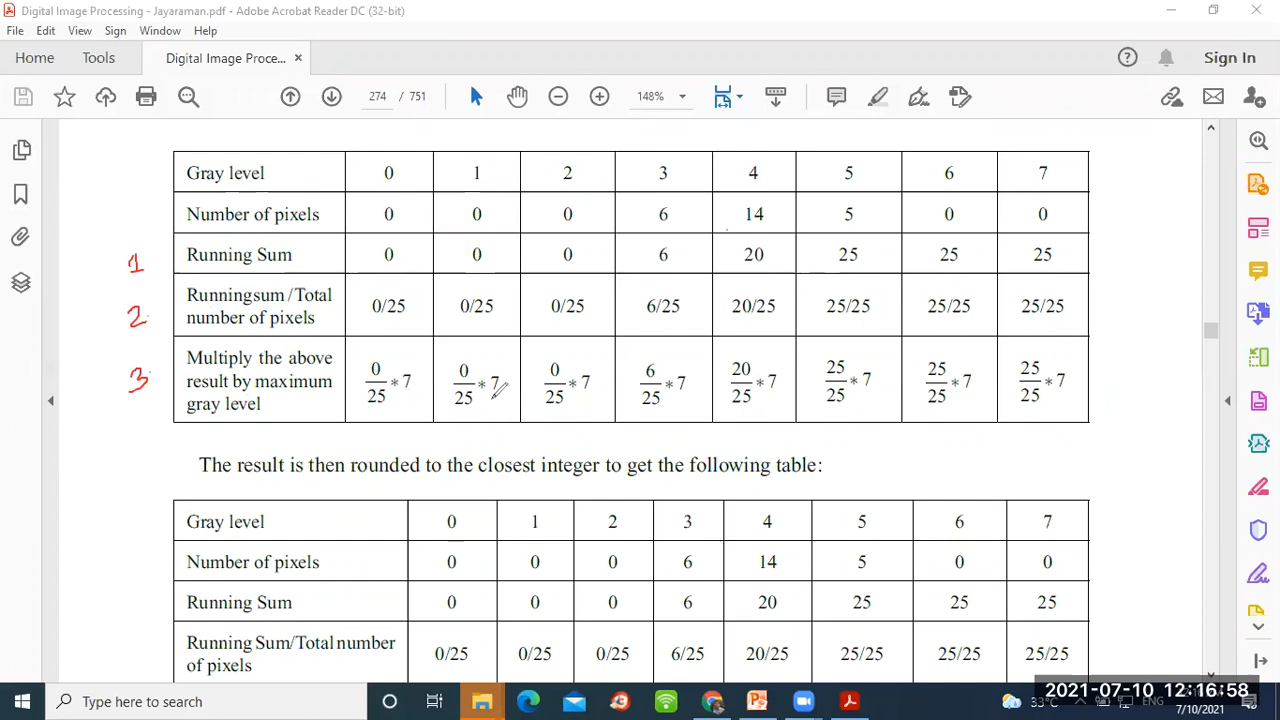 Digital Image Processing - Jayaraman.pdf - Adobe Acrobat Reader DC (32-bit)
File Edit View Sign Window Help
Home Tools Digital Image Proce... × Sign In
274 / 751 148%
Gray level 0 1 2 3 4 5 6 7
Number of pixels 0 0 0 6 14 5 0 0
1 Running Sum 0 0 0 6 20 25 25 25
2 Runningsum /Total number of pixels 0/25 0/25 0/25 6/25 20/25 25/25 25/25 25/25
3 Multiply the above result by maximum gray level 0/25 * 7 0/25 * 7 0/25 * 7 6/25 * 7 20/25 * 7 25/25 * 7 25/25 * 7 25/25 * 7
The result is then rounded to the closest integer to get the following table:
Gray level 0 1 2 3 4 5 6 7
Number of pixels 0 0 0 6 14 5 0 0
Running Sum 0 0 0 6 20 25 25 25
Running Sum/Total number of pixels 0/25 0/25 0/25 6/25 20/25 25/25 25/25 25/25
Type here to search 33°C ENG
2021-07-10 12:16:58
7/10/2021